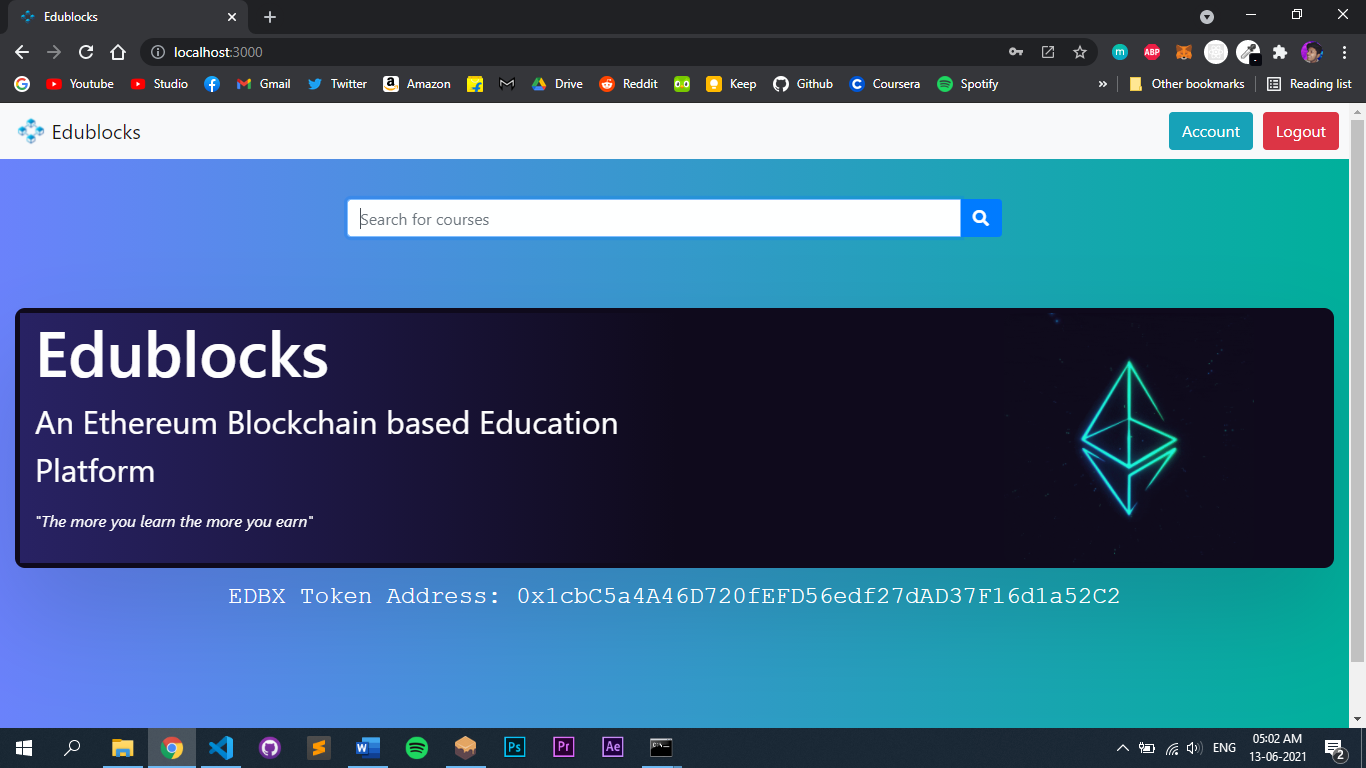 Edublocks
localhost:3000
Youtube
Studio
Gmail
Twitter
Amazon
Drive
Reddit
Keep
Github
Coursera
Spotify
»
Other bookmarks
Reading list
Edublocks
Account
Logout
Search for courses
Edublocks
An Ethereum Blockchain based Education
Platform
"The more you learn the more you earn"
EDBX Token Address: 0x1cbC5a4A46D720fEFD56edf27dAD37F16d1a52C2
ENG
05:02 AM
13-06-2021
2